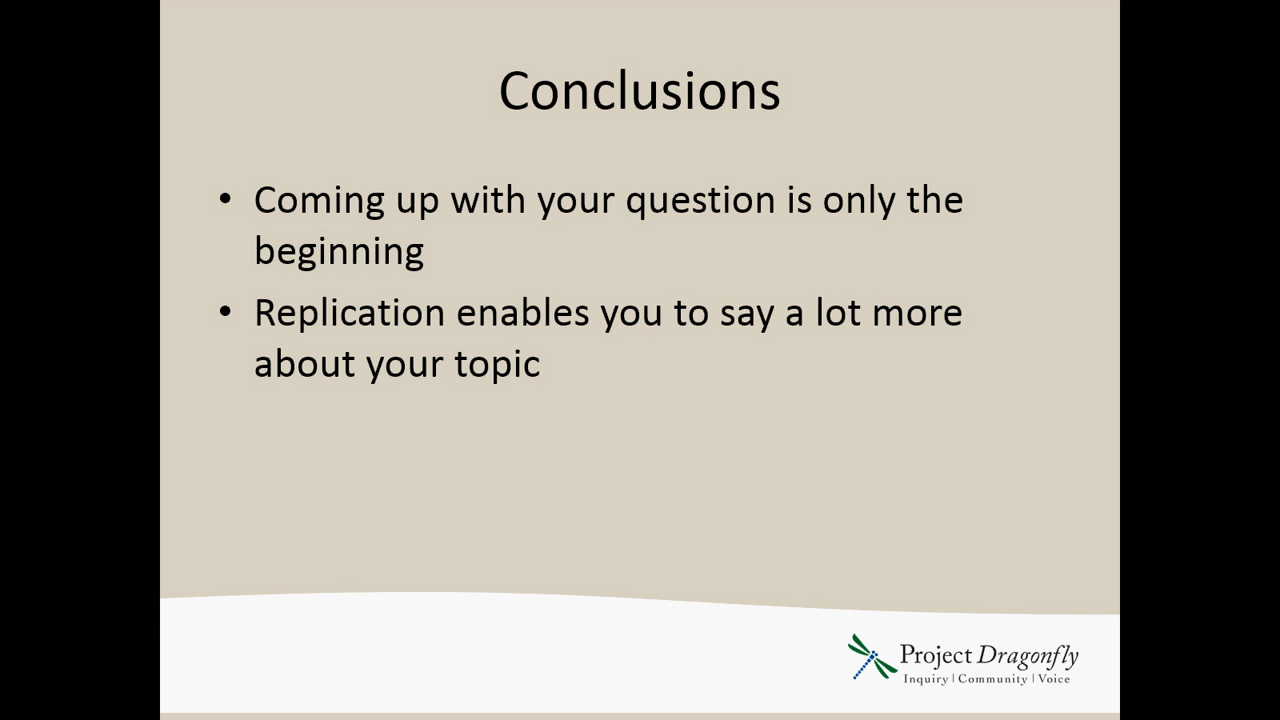 Conclusions
• Coming up with your question is only the
beginning
• Replication enables you to say a lot more
about your topic
Project Dragonfly
Inquiry | Community | Voice